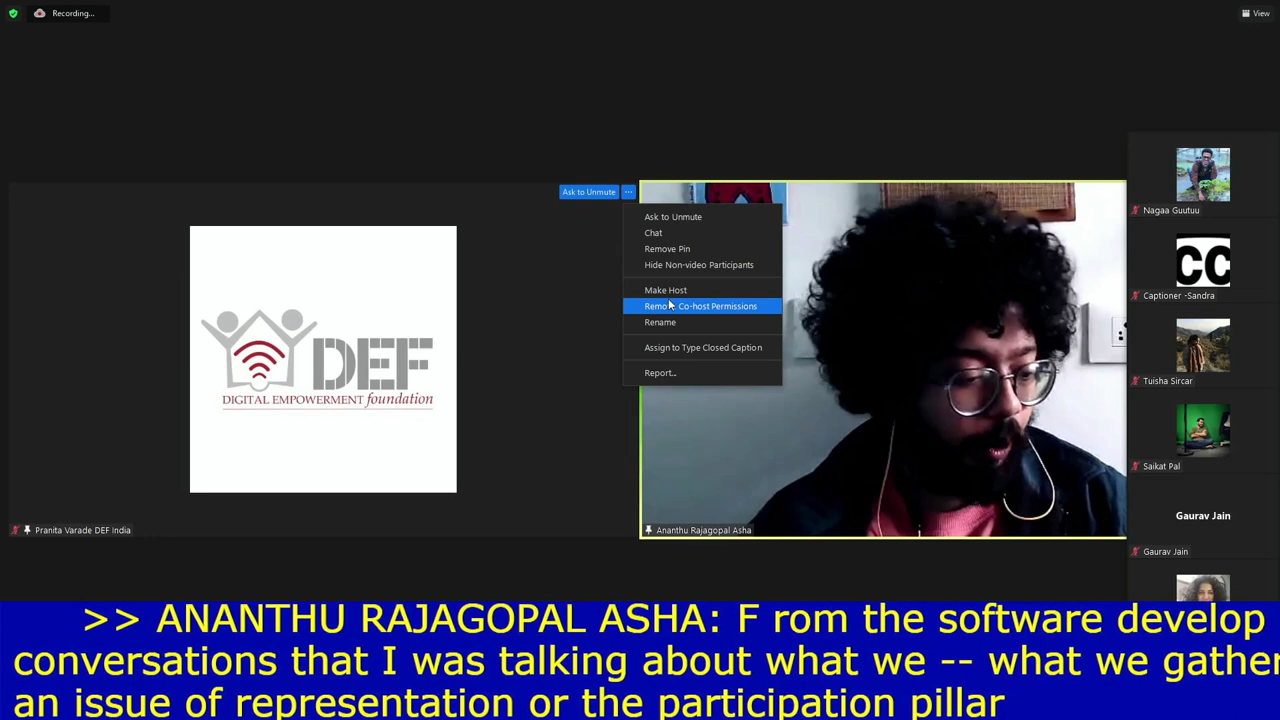 Recording...
View
Ask to Unmute
Ask to Unmute
Chat
Remove Pin
Hide Non-video Participants
Make Host
Remov Co-host Permissions
Rename
Assign to Type Closed Caption
Report...
DEF
DIGITAL EMPOWERMENT foundation
Pranita Varade DEF India
Ananthu Rajagopal Asha
Nagaa Guutuu
CC
Captioner -Sandra
Tuisha Sircar
Saikat Pal
Gaurav Jain
Gaurav Jain
>> ANANTHU RAJAGOPAL ASHA: F rom the software develop
conversations that I was talking about what we -- what we gather
an issue of representation or the participation pillar